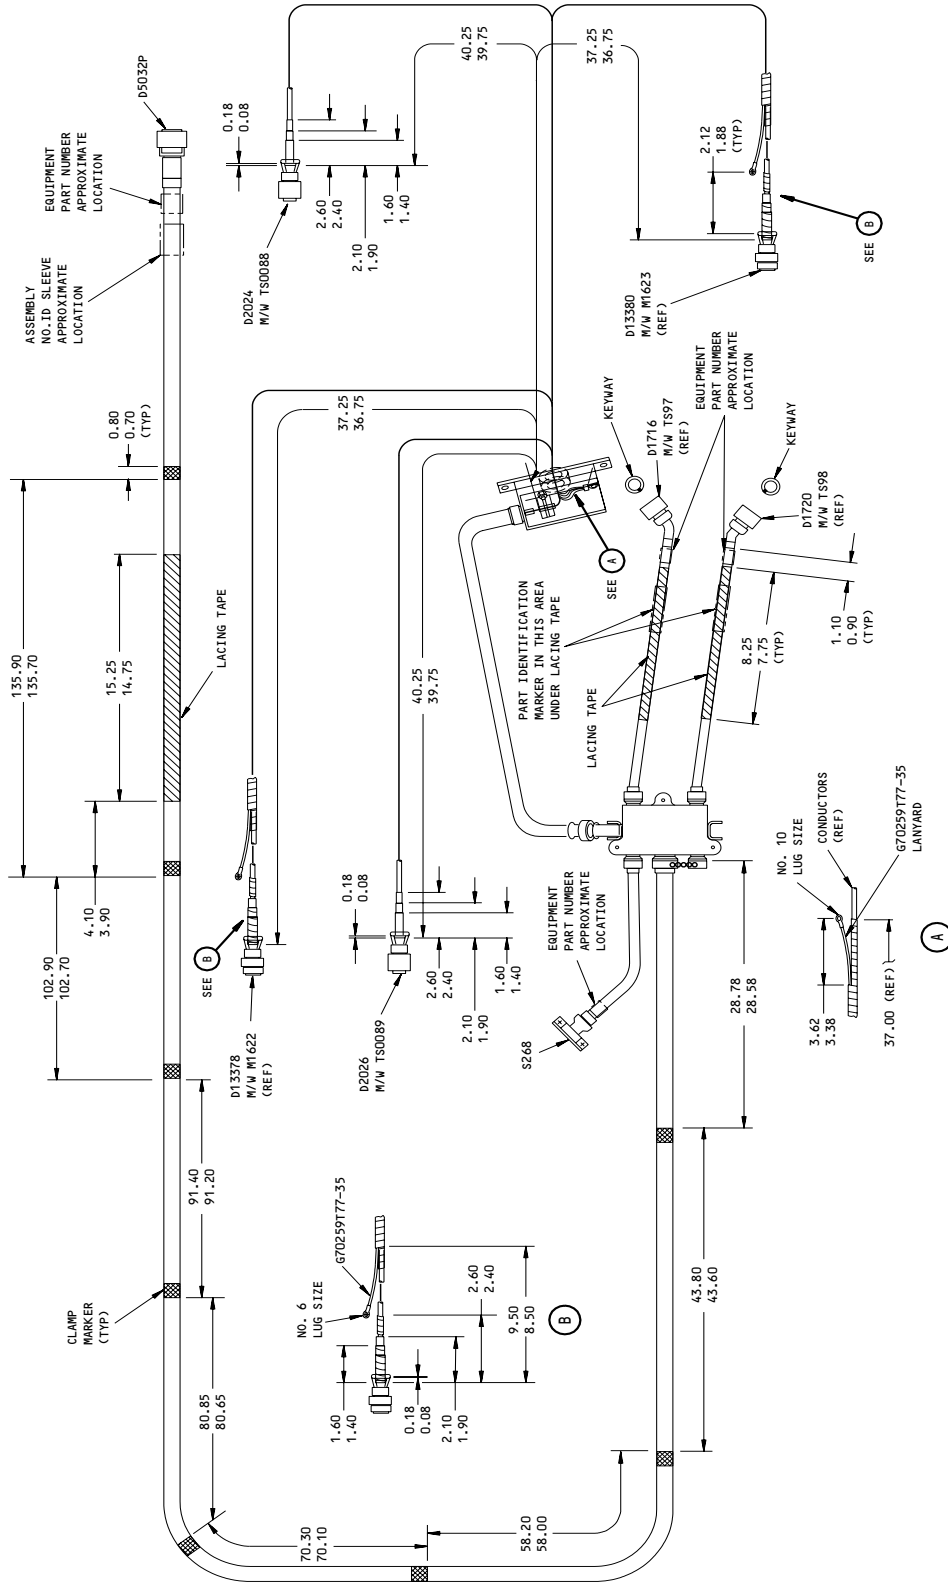 D5032P
EQUIPMENT
PART NUMBER
APPROXIMATE
LOCATION
ASSEMBLY
NO.ID SLEEVE
APPROXIMATE
LOCATION
0.80
0.70
(TYP)
135.90
135.70
15.25
14.75
LACING TAPE
4.10
3.90
102.90
102.70
91.40
91.20
CLAMP
MARKER
(TYP)
80.85
80.65
70.30
70.10
58.20
58.00
43.80
43.60
28.78
28.58
40.25
39.75
0.18
0.08
2.60
2.40
2.10
1.90
1.60
1.40
D2024
M/W TS0088
37.25
36.75
2.12
1.88
(TYP)
SEE
B
D13380
M/W M1623
(REF)
37.25
36.75
SEE
B
D13378
M/W M1622
(REF)
40.25
39.75
0.18
0.08
2.60
2.40
2.10
1.90
1.60
1.40
D2026
M/W TS0089
SEE
A
KEYWAY
D1716
M/W TS97
(REF)
EQUIPMENT
PART NUMBER
APPROXIMATE
LOCATION
KEYWAY
D1720
M/W TS98
(REF)
PART IDENTIFICATION
MARKER IN THIS AREA
UNDER LACING TAPE
LACING TAPE
8.25
7.75
(TYP)
1.10
0.90
(TYP)
EQUIPMENT
PART NUMBER
APPROXIMATE
LOCATION
S268
NO. 10
LUG SIZE
CONDUCTORS
(REF)
G70259T77-35
LANYARD
3.62
3.38
37.00 (REF)
A
NO. 6
LUG SIZE
G70259T77-35
1.60
1.40
0.18
0.08
2.10
1.90
2.60
2.40
9.50
8.50
B